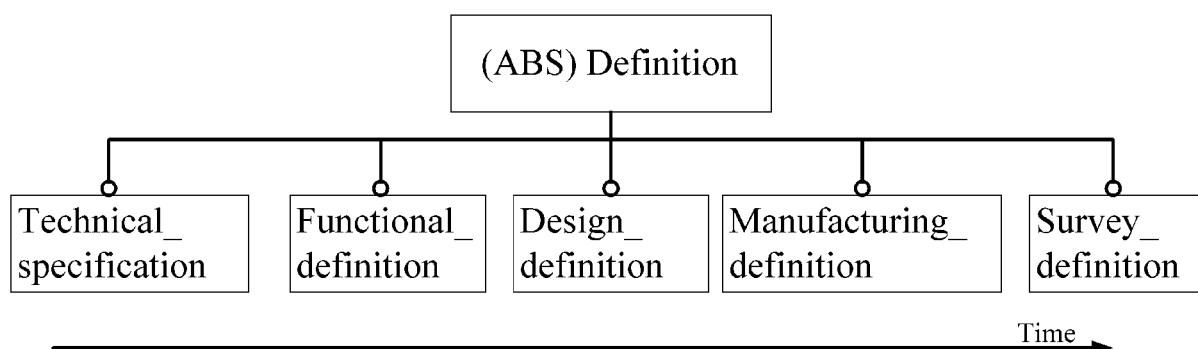 (ABS) Definition
Technical_
specification
Functional_
definition
Design_
definition
Manufacturing_
definition
Survey_
definition
Time